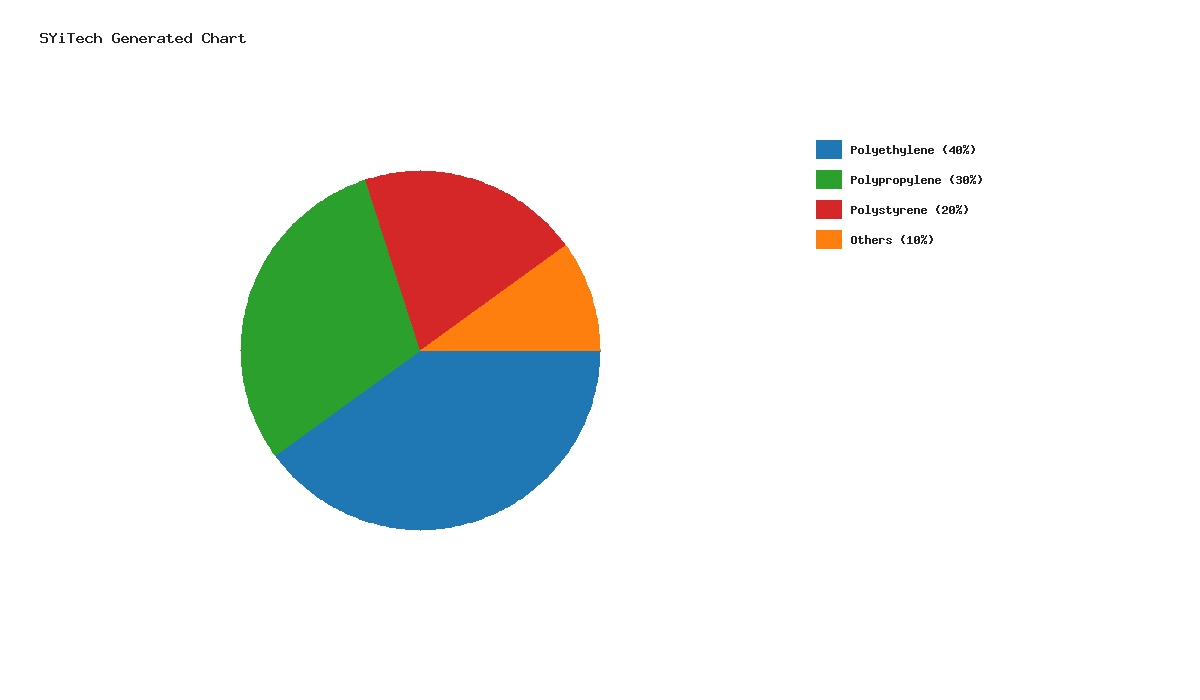 SYiTech Generated Chart
Polyethylene (40%)
Polypropylene (30%)
Polystyrene (20%)
Others (10%)